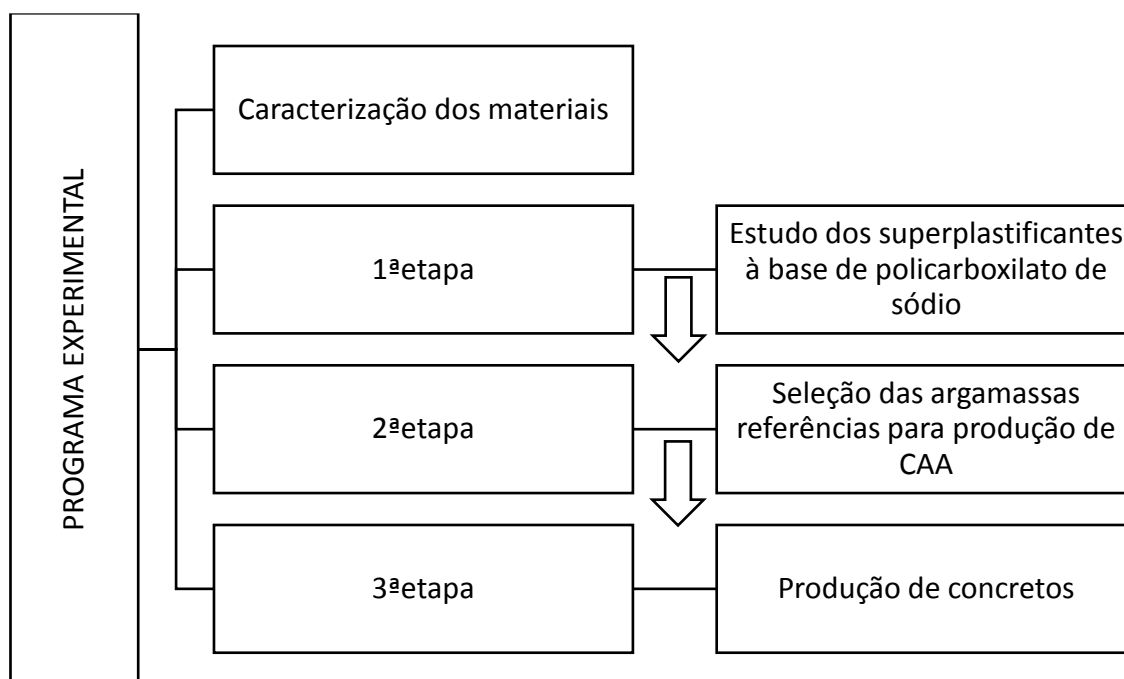 PROGRAMA EXPERIMENTAL
Caracterização dos materiais
1ªetapa
Estudo dos superplastificantes
à base de policarboxilato de
sódio
2ªetapa
Seleção das argamassas
referências para produção de
CAA
3ªetapa
Produção de concretos